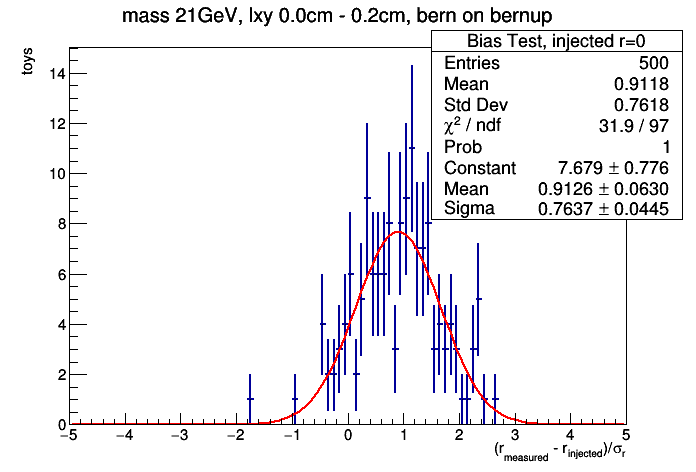 mass 21GeV, lxy 0.0cm - 0.2cm, bern on bernup
Bias Test, injected r=0
Entries 500
Mean 0.9118
Std Dev 0.7618
χ² / ndf 31.9 / 97
Prob 1
Constant 7.679 ± 0.776
Mean 0.9126 ± 0.0630
Sigma 0.7637 ± 0.0445
toys
14
12
10
8
6
4
2
0
−5 −4 −3 −2 −1 0 1 2 3 4 5
(r_measured - r_injected)/σ_r